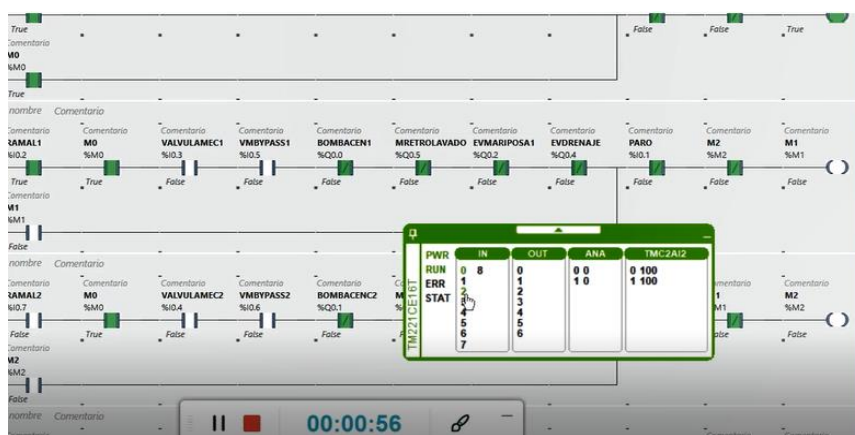 True False False True
Comentario
M0
%M0
True
nombre Comentario
Comentario Comentario Comentario Comentario Comentario Comentario Comentario Comentario Comentario Comentario Comentario
RAMAL1 M0 VALVULAMEC1 VMBYPASS1 BOMBACEN1 MRETROLAVADO EVMARIPOSA1 EVDRENAJE PARO M2 M1
%I0.2 %M0 %I0.3 %I0.5 %Q0.0 %Q0.5 %Q0.2 %Q0.4 %I0.1 %M2 %M1
True True False False False False False False False False False
Comentario
M1
%M1
False
nombre Comentario
Comentario Comentario Comentario Comentario Comentario Comentario
RAMAL2 M0 VALVULAMEC2 VMBYPASS2 BOMBACENC2 M2
%I0.7 %M0 %I0.4 %I0.6 %Q0.1 %M2
False True False False False False False
Comentario
M2
%M2
False
nombre Comentario
TM221CE16T
PWR IN OUT ANA TMC2AI2
RUN 0 8 0 0 0 0 100
ERR 1 1 1 0 1 100
STAT 2 2
3 3
4 4
5 5
6 6
7
00:00:56